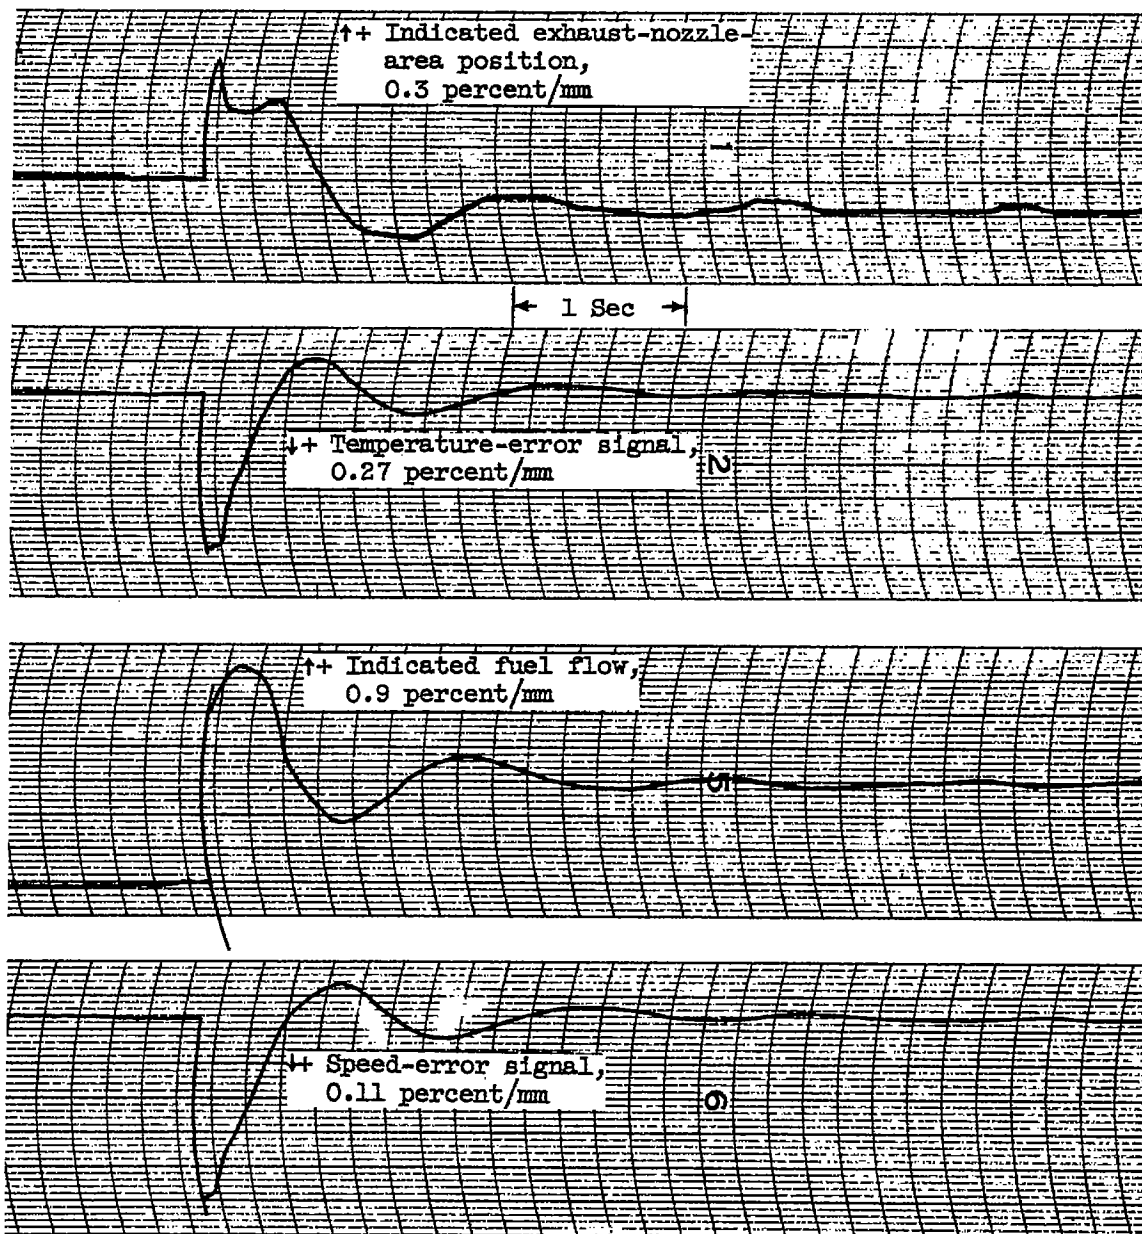 ↑+ Indicated exhaust-nozzle-
area position,
0.3 percent/mm
1
← 1 Sec →
↓+ Temperature-error signal,
0.27 percent/mm
2
↑+ Indicated fuel flow,
0.9 percent/mm
5
↓+ Speed-error signal,
0.11 percent/mm
6